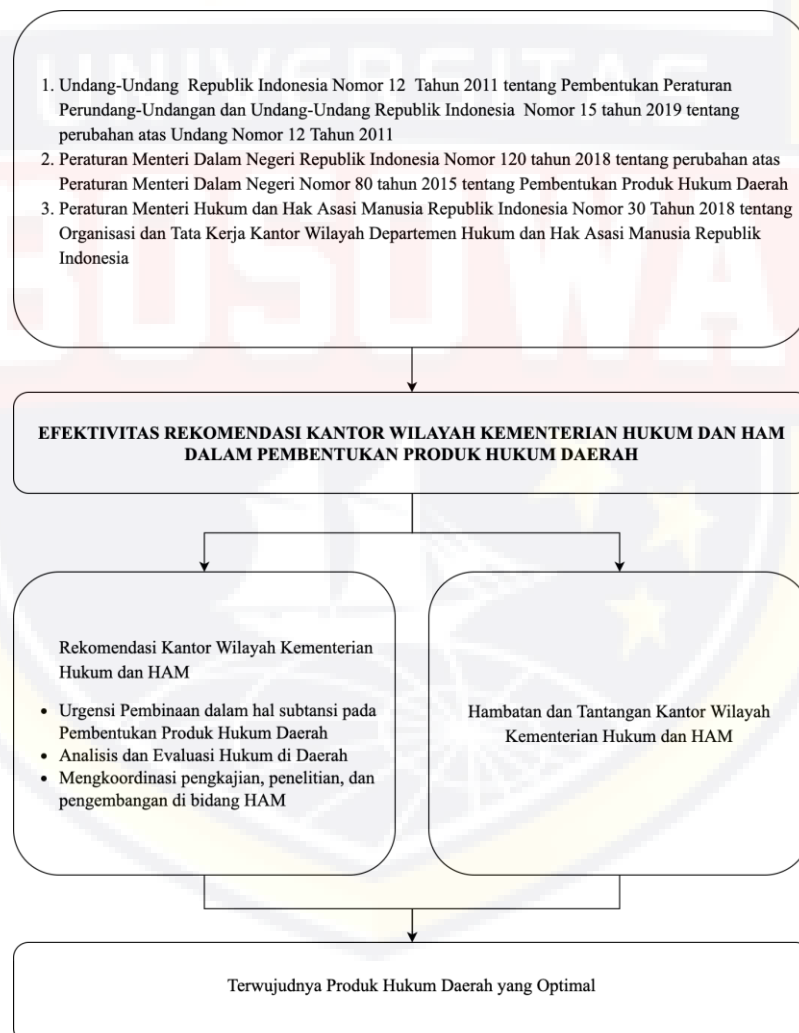 UNIVERSITAS
BOSOWA
1. Undang-Undang Republik Indonesia Nomor 12 Tahun 2011 tentang Pembentukan Peraturan
Perundang-Undangan dan Undang-Undang Republik Indonesia Nomor 15 tahun 2019 tentang
perubahan atas Undang Nomor 12 Tahun 2011
2. Peraturan Menteri Dalam Negeri Republik Indonesia Nomor 120 tahun 2018 tentang perubahan atas
Peraturan Menteri Dalam Negeri Nomor 80 tahun 2015 tentang Pembentukan Produk Hukum Daerah
3. Peraturan Menteri Hukum dan Hak Asasi Manusia Republik Indonesia Nomor 30 Tahun 2018 tentang
Organisasi dan Tata Kerja Kantor Wilayah Departemen Hukum dan Hak Asasi Manusia Republik
Indonesia
EFEKTIVITAS REKOMENDASI KANTOR WILAYAH KEMENTERIAN HUKUM DAN HAM
DALAM PEMBENTUKAN PRODUK HUKUM DAERAH
Rekomendasi Kantor Wilayah Kementerian
Hukum dan HAM
• Urgensi Pembinaan dalam hal subtansi pada
Pembentukan Produk Hukum Daerah
• Analisis dan Evaluasi Hukum di Daerah
• Mengkoordinasi pengkajian, penelitian, dan
pengembangan di bidang HAM
Hambatan dan Tantangan Kantor Wilayah
Kementerian Hukum dan HAM
Terwujudnya Produk Hukum Daerah yang Optimal